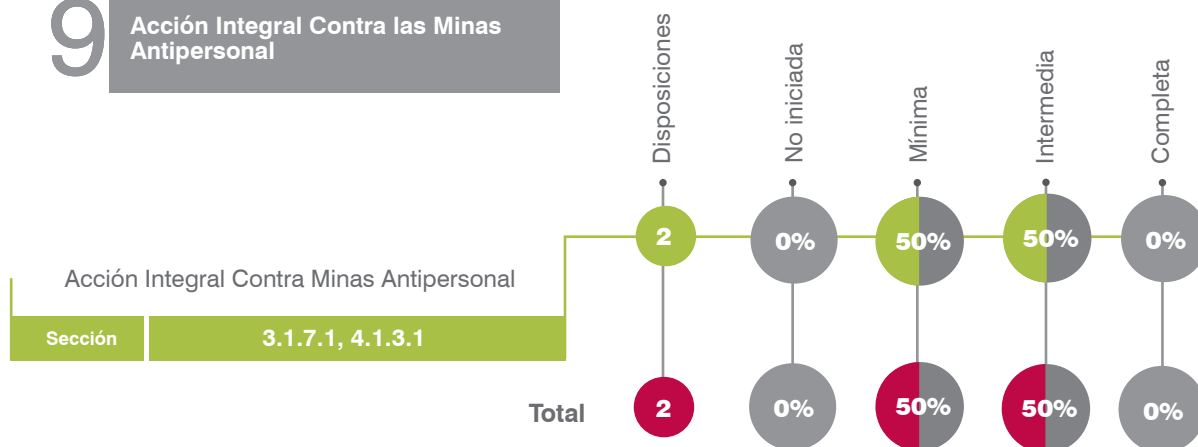 9
Acción Integral Contra las Minas
Antipersonal
Disposiciones
No iniciada
Mínima
Intermedia
Completa
2
0%
50%
50%
0%
Acción Integral Contra Minas Antipersonal
Sección
3.1.7.1, 4.1.3.1
Total
2
0%
50%
50%
0%